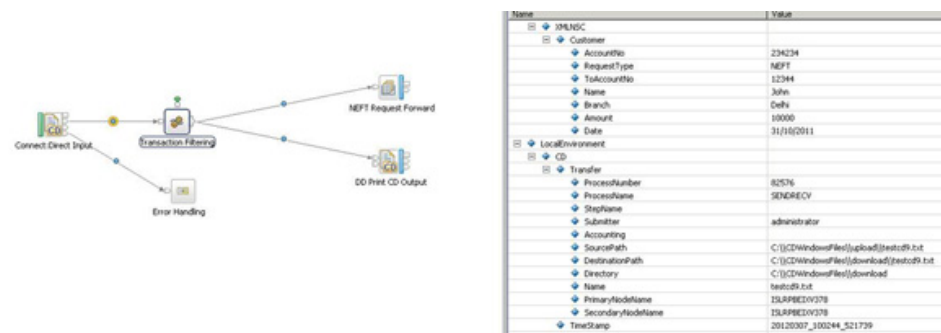 Connect Direct Input
Transaction Filtering
NEFT Request Forward
DD Print CD Output
Error Handling
Name Value
XMLNSC
Customer
AccountNo 234234
RequestType NEFT
ToAccountNo 12344
Name John
Branch Delhi
Amount 10000
Date 31/10/2011
LocalEnvironment
CD
Transfer
ProcessNumber 82576
ProcessName SENDRECV
StepName
Submitter administrator
Accounting
SourcePath C:\\CDWindowsFiles\\upload\\testcd9.txt
DestinationPath C:\\CDWindowsFiles\\download\\testcd9.txt
Directory C:\\CDWindowsFiles\\download
Name testcd9.txt
PrimaryNodeName ISLRPBEIXV378
SecondaryNodeName ISLRPBEIXV378
TimeStamp 20120307_100244_521739